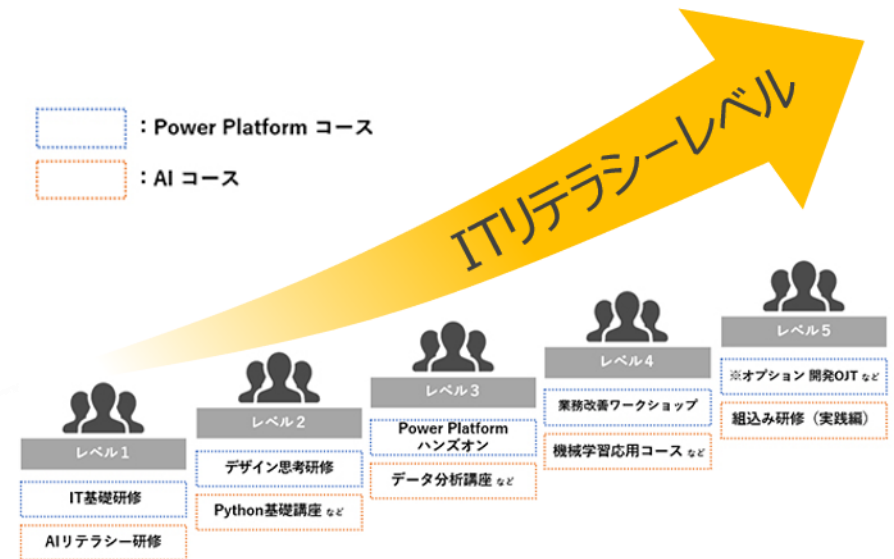 ：Power Platform コース
：AI コース
ITリテラシーレベル
レベル1
IT基礎研修
AIリテラシー研修
レベル2
デザイン思考研修
Python基礎講座 など
レベル3
Power Platform
ハンズオン
データ分析講座 など
レベル4
業務改善ワークショップ
機械学習応用コース など
レベル5
※オプション 開発OJT など
組込み研修（実践編）